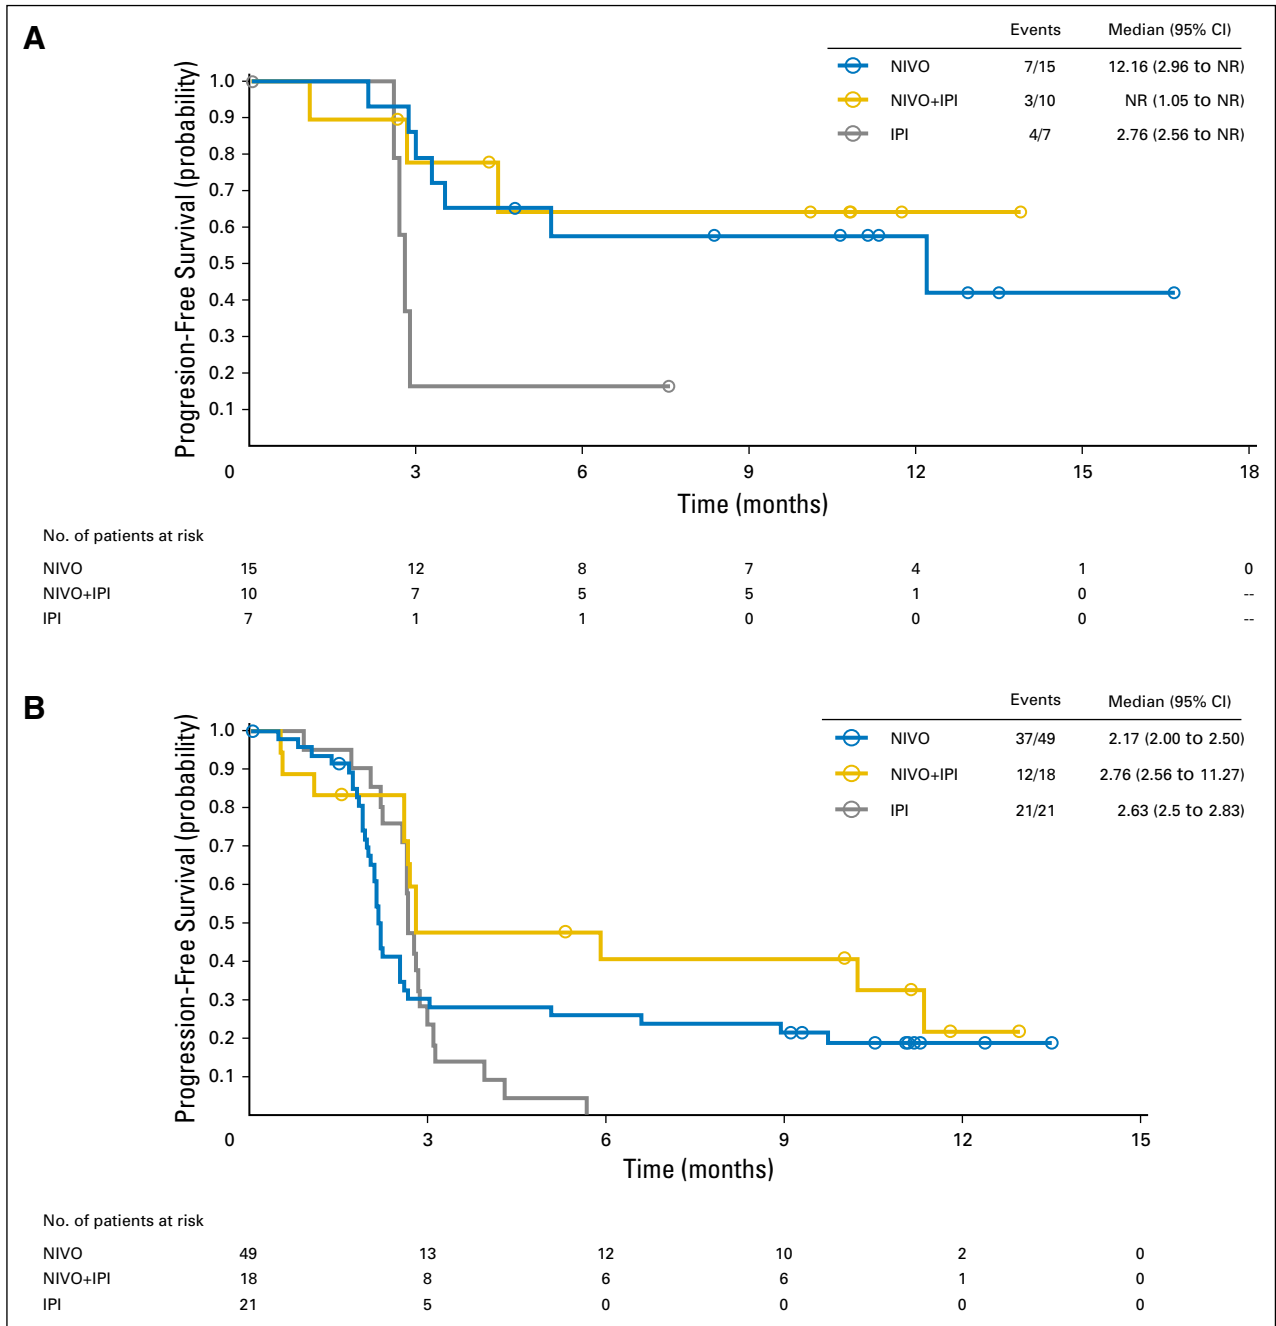 A
Events Median (95% CI)
NIVO 7/15 12.16 (2.96 to NR)
NIVO+IPI 3/10 NR (1.05 to NR)
IPI 4/7 2.76 (2.56 to NR)
Progresion-Free Survival (probability)
1.0
0.9
0.8
0.7
0.6
0.5
0.4
0.3
0.2
0.1
0 3 6 9 12 15 18
Time (months)
No. of patients at risk
NIVO 15 12 8 7 4 1 0
NIVO+IPI 10 7 5 5 1 0 --
IPI 7 1 1 0 0 0 --
B
Events Median (95% CI)
NIVO 37/49 2.17 (2.00 to 2.50)
NIVO+IPI 12/18 2.76 (2.56 to 11.27)
IPI 21/21 2.63 (2.5 to 2.83)
Progression-Free Survival (probability)
1.0
0.9
0.8
0.7
0.6
0.5
0.4
0.3
0.2
0.1
0 3 6 9 12 15
Time (months)
No. of patients at risk
NIVO 49 13 12 10 2 0
NIVO+IPI 18 8 6 6 1 0
IPI 21 5 0 0 0 0